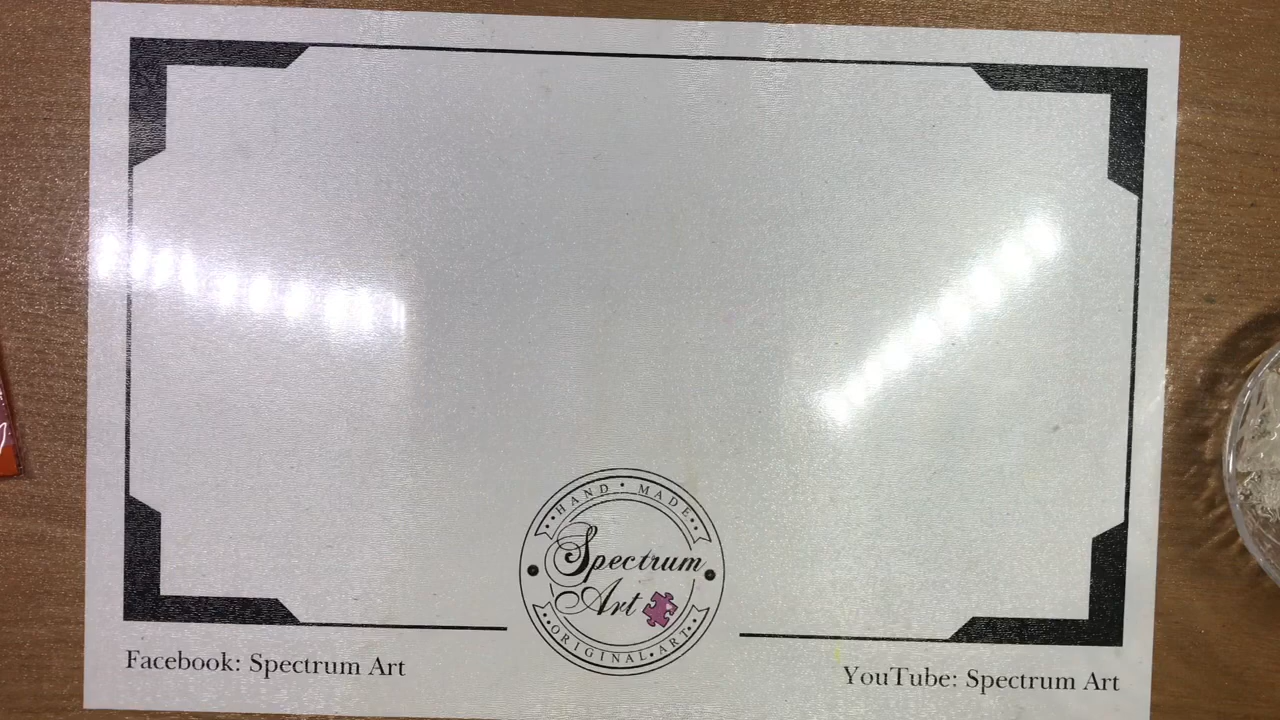 HAND MADE
Spectrum
Art
ORIGINAL ART
Facebook: Spectrum Art
YouTube: Spectrum Art